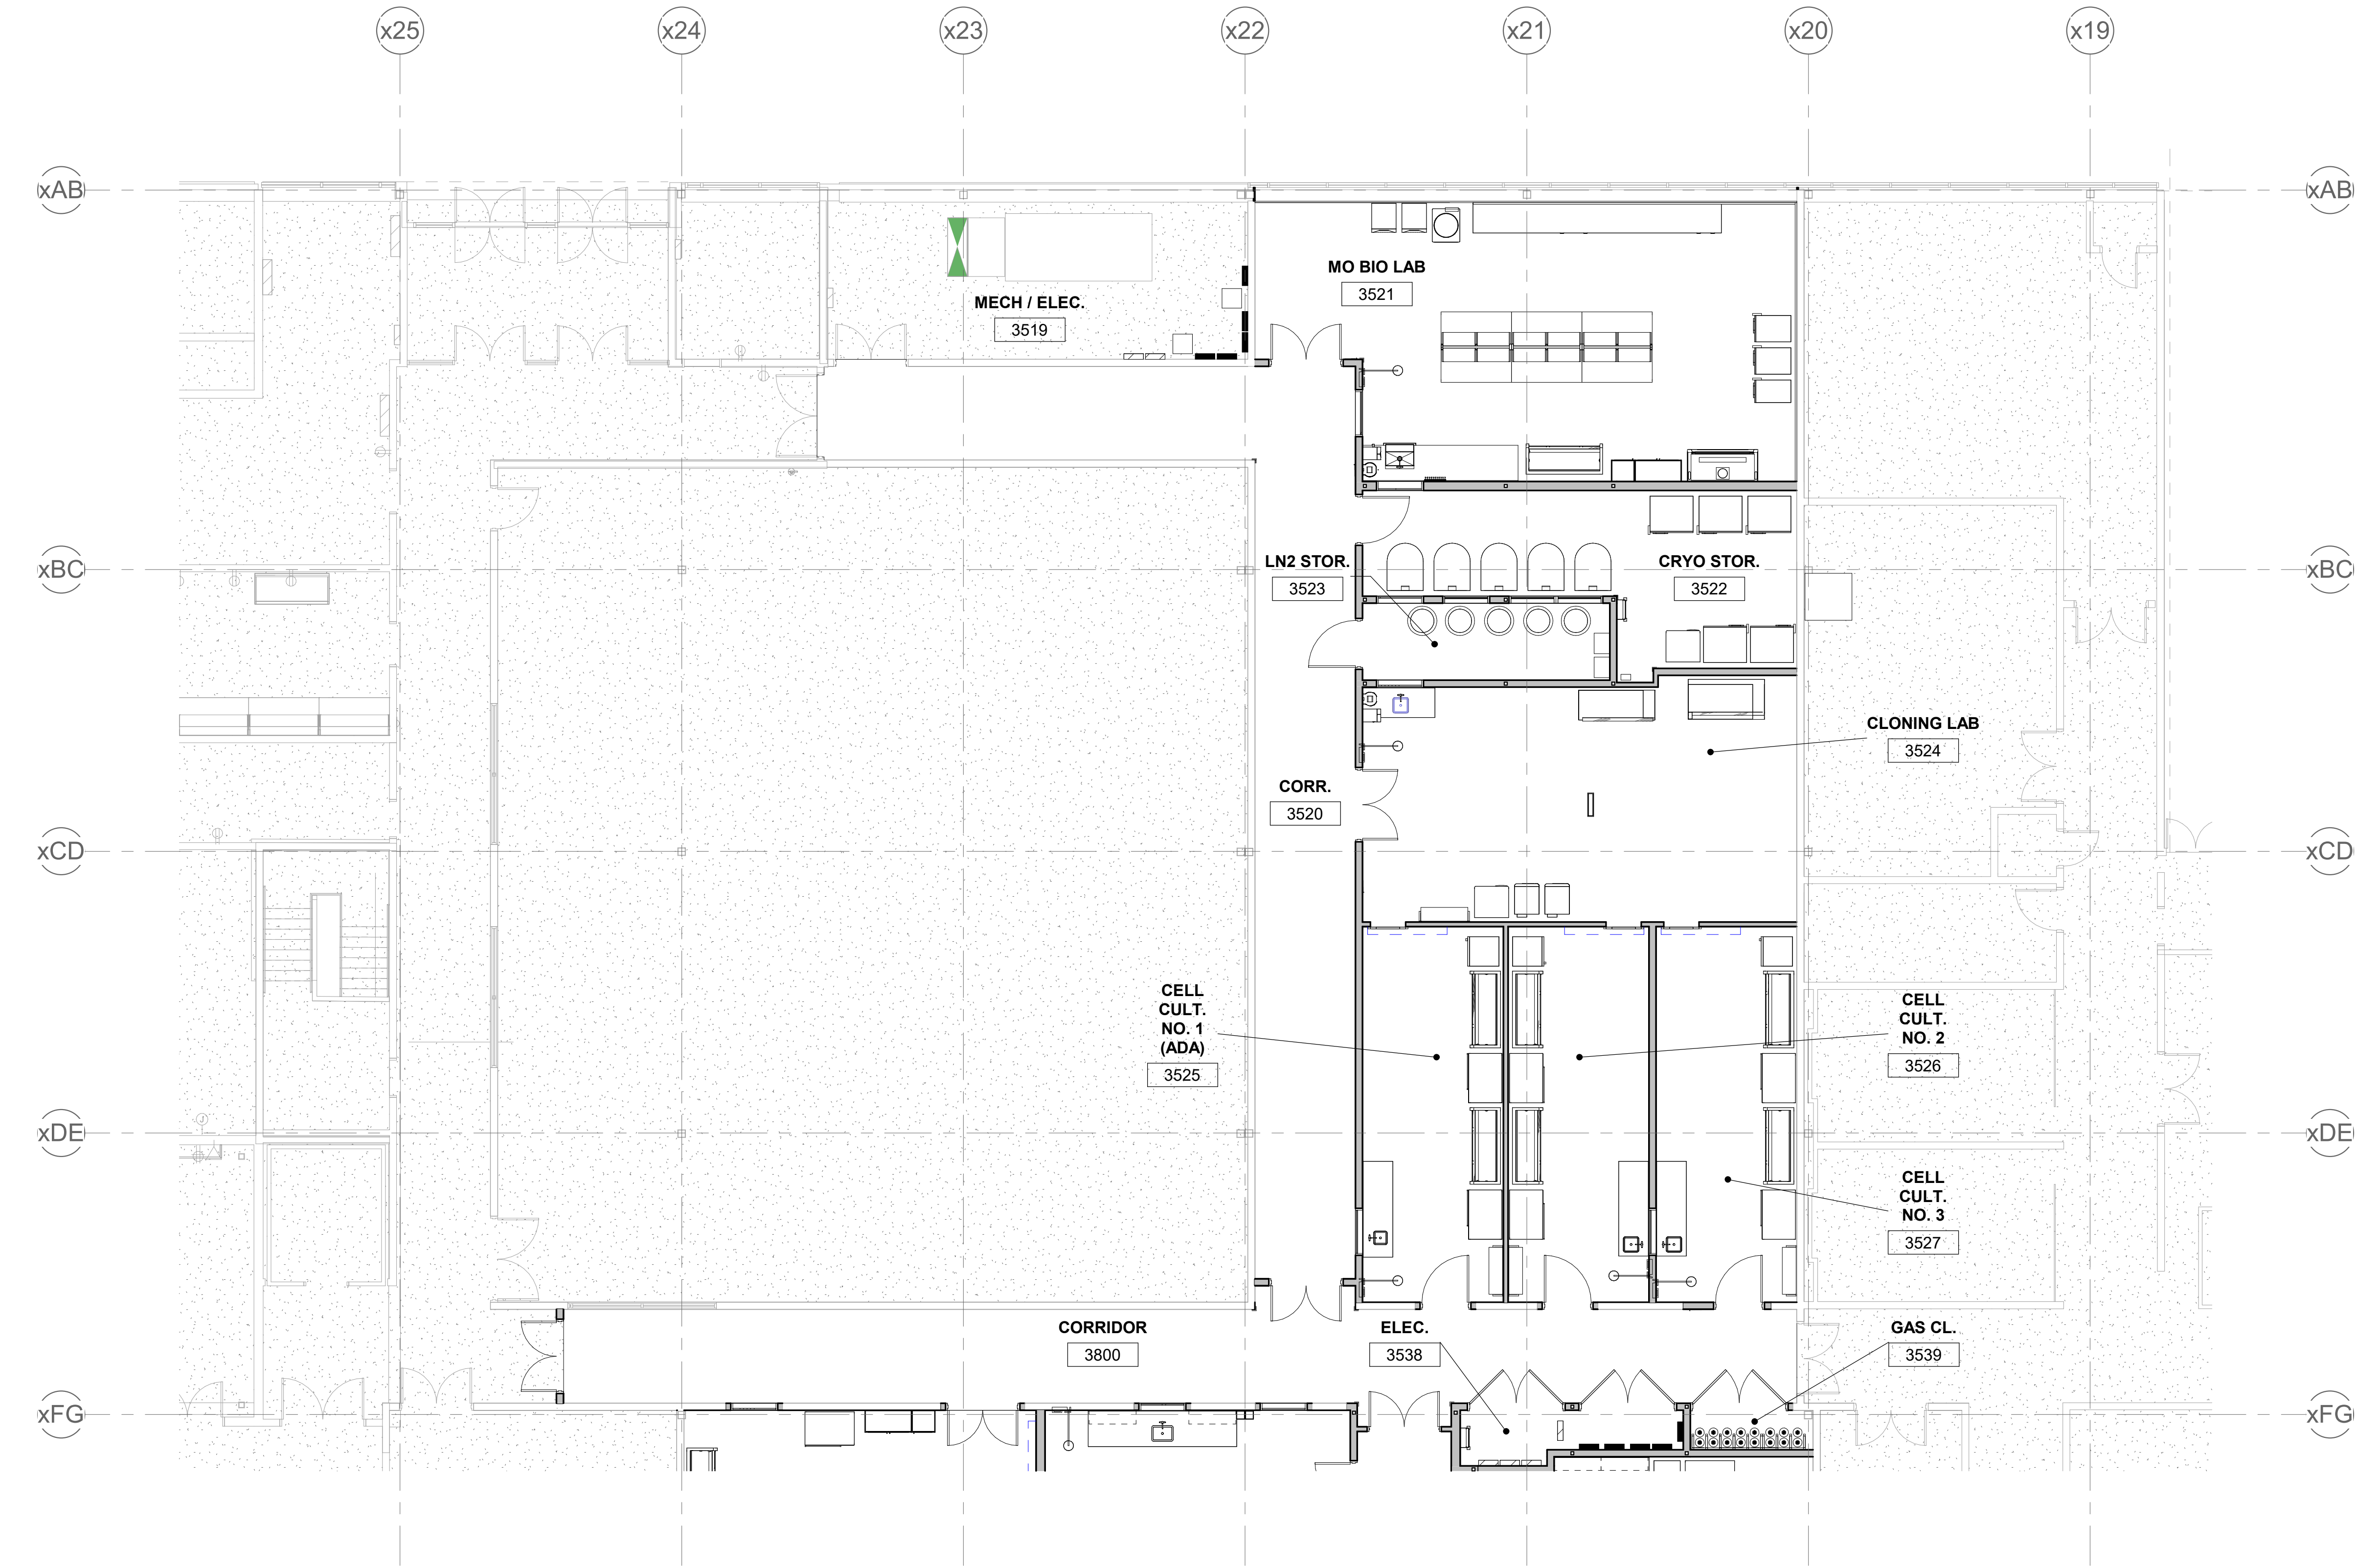 x25
x24
x23
x22
x21
x20
x19
xAB
xAB
MO BIO LAB
3521
MECH / ELEC.
3519
xBC
LN2 STOR.
3523
CRYO STOR.
3522
xBC
CLONING LAB
3524
CORR.
3520
xCD
xCD
CELL
CULT.
NO. 1
(ADA)
3525
CELL
CULT.
NO. 2
3526
xDE
xDE
CELL
CULT.
NO. 3
3527
CORRIDOR
3800
ELEC.
3538
GAS CL.
3539
xFG
xFG